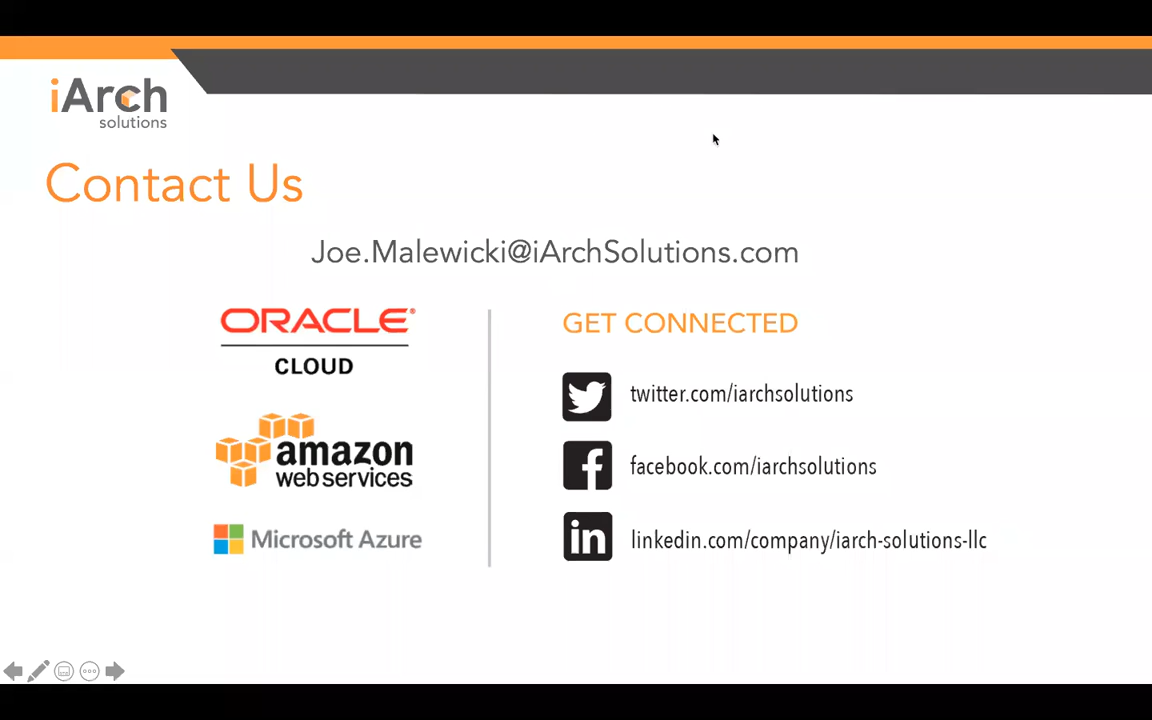 iArch
solutions
Contact Us
Joe.Malewicki@iArchSolutions.com
ORACLE®
CLOUD
amazon
web services
Microsoft Azure
GET CONNECTED
twitter.com/iarchsolutions
facebook.com/iarchsolutions
in
linkedin.com/company/iarch-solutions-llc